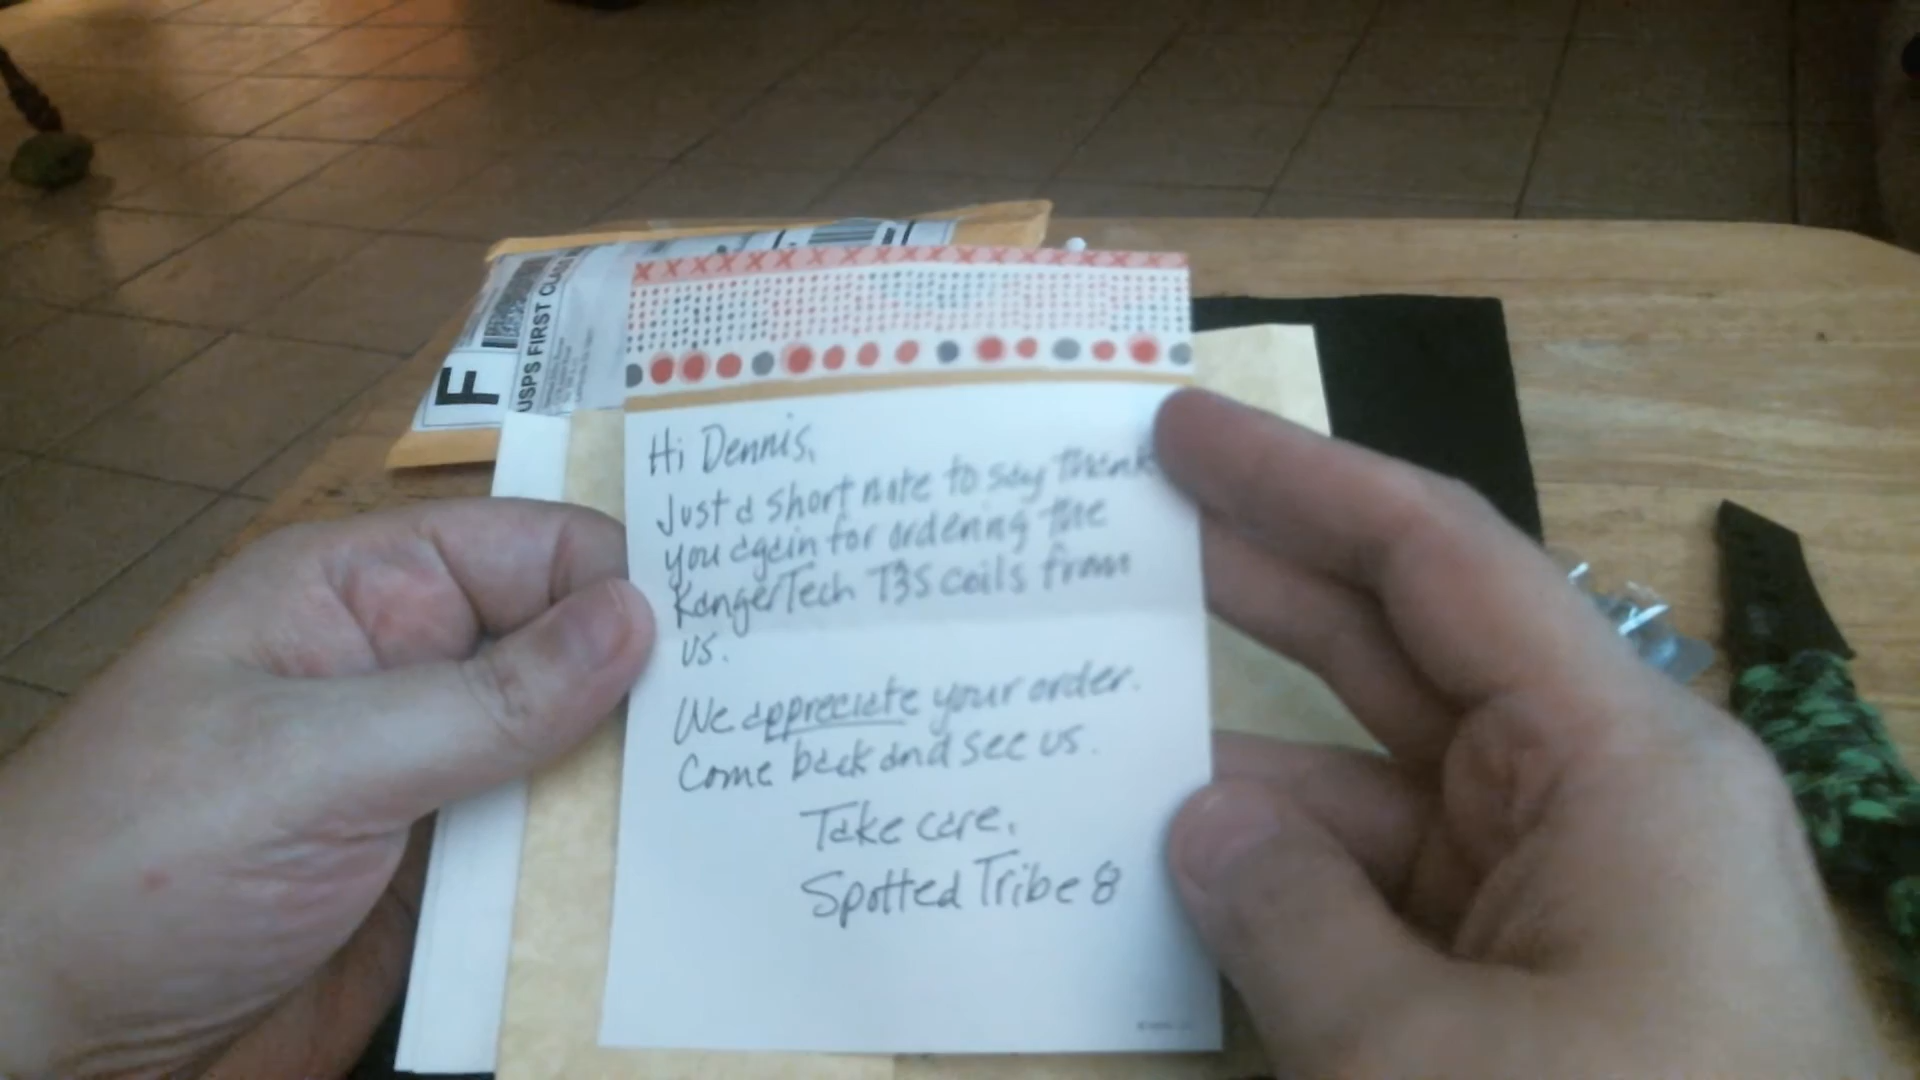 F
USPS FIRST CLAS
Hi Dennis,
Just a short note to say thank
you again for ordering the
KangerTech T3S coils from
us.
We appreciate your order.
Come back and see us.
Take care,
Spotted Tribe 8